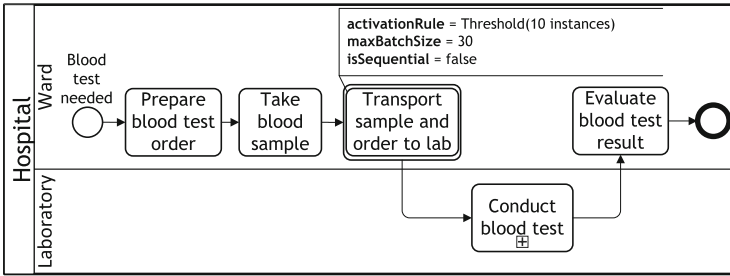 activationRule = Threshold(10 instances)
maxBatchSize = 30
isSequential = false
Hospital
Ward
Blood
test
needed
Prepare
blood test
order
Take
blood
sample
Transport
sample and
order to lab
Evaluate
blood test
result
Laboratory
Conduct
blood test